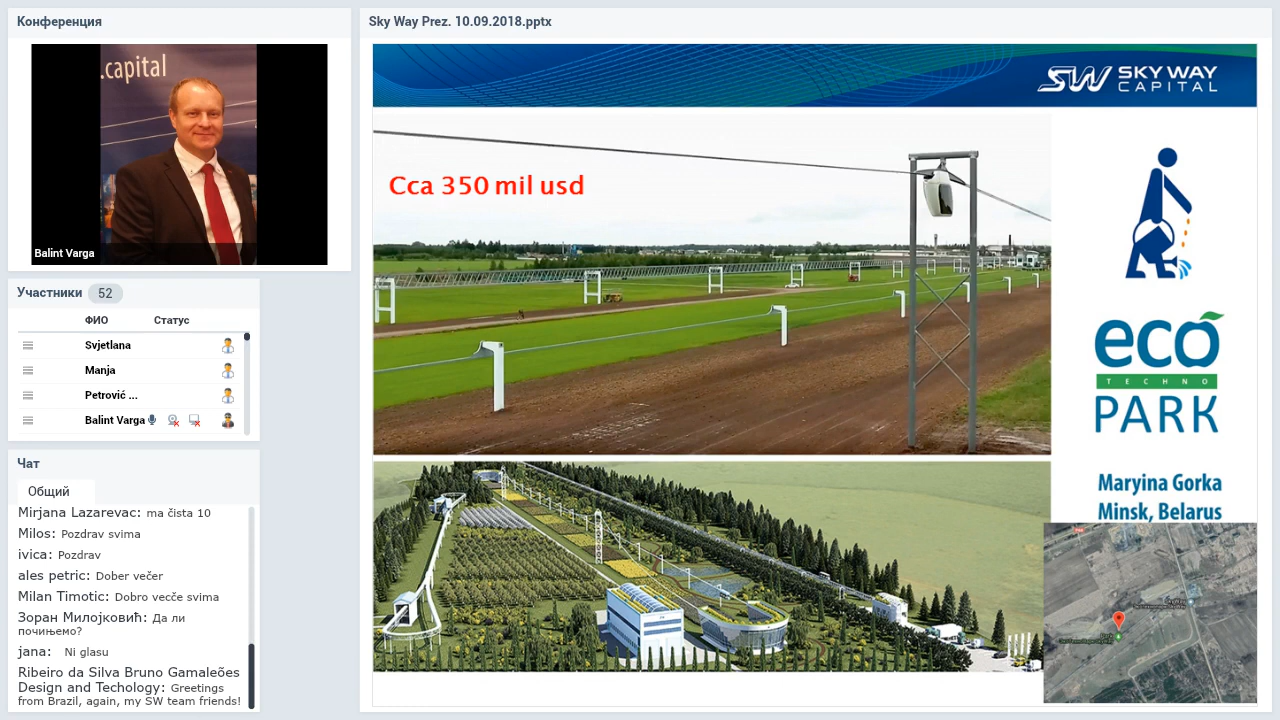 Конференция
.capital
Balint Varga
Участники 52
ФИО Статус
Svjetlana
Manja
Petrović ...
Balint Varga
Чат
Общий
Mirjana Lazarevac: ma čista 10
Milos: Pozdrav svima
ivica: Pozdrav
ales petric: Dober večer
Milan Timotic: Dobro vecče svima
Зоран Милојковић: Да ли
почињемо?
jana: Ni glasu
Ribeiro da Silva Bruno Gamaleões
Design and Techology: Greetings
from Brazil, again, my SW team friends!
Sky Way Prez. 10.09.2018.pptx
SW SKY WAY
CAPITAL
Cca 350 mil usd
eco
TECHNO
PARK
Maryina Gorka
Minsk, Belarus